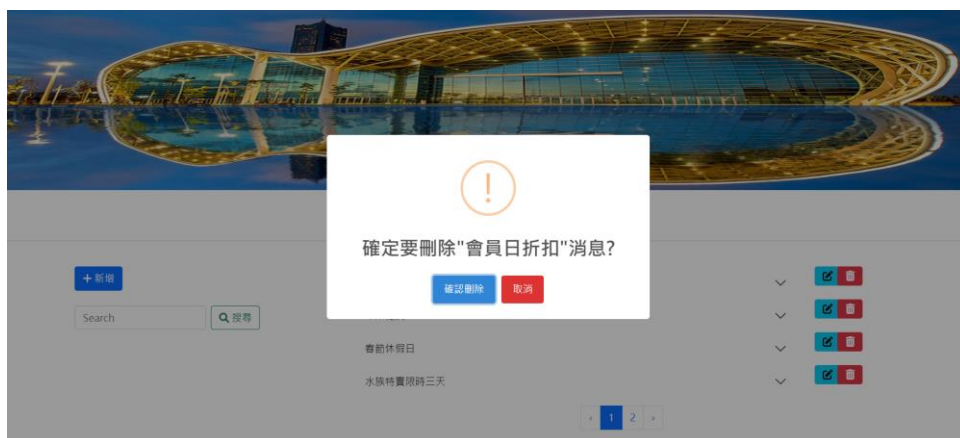 確定要刪除"會員日折扣"消息?
確認刪除
取消
+ 新增
Search
搜尋
春節休假日
水族特賣限時三天
« 1 2 »